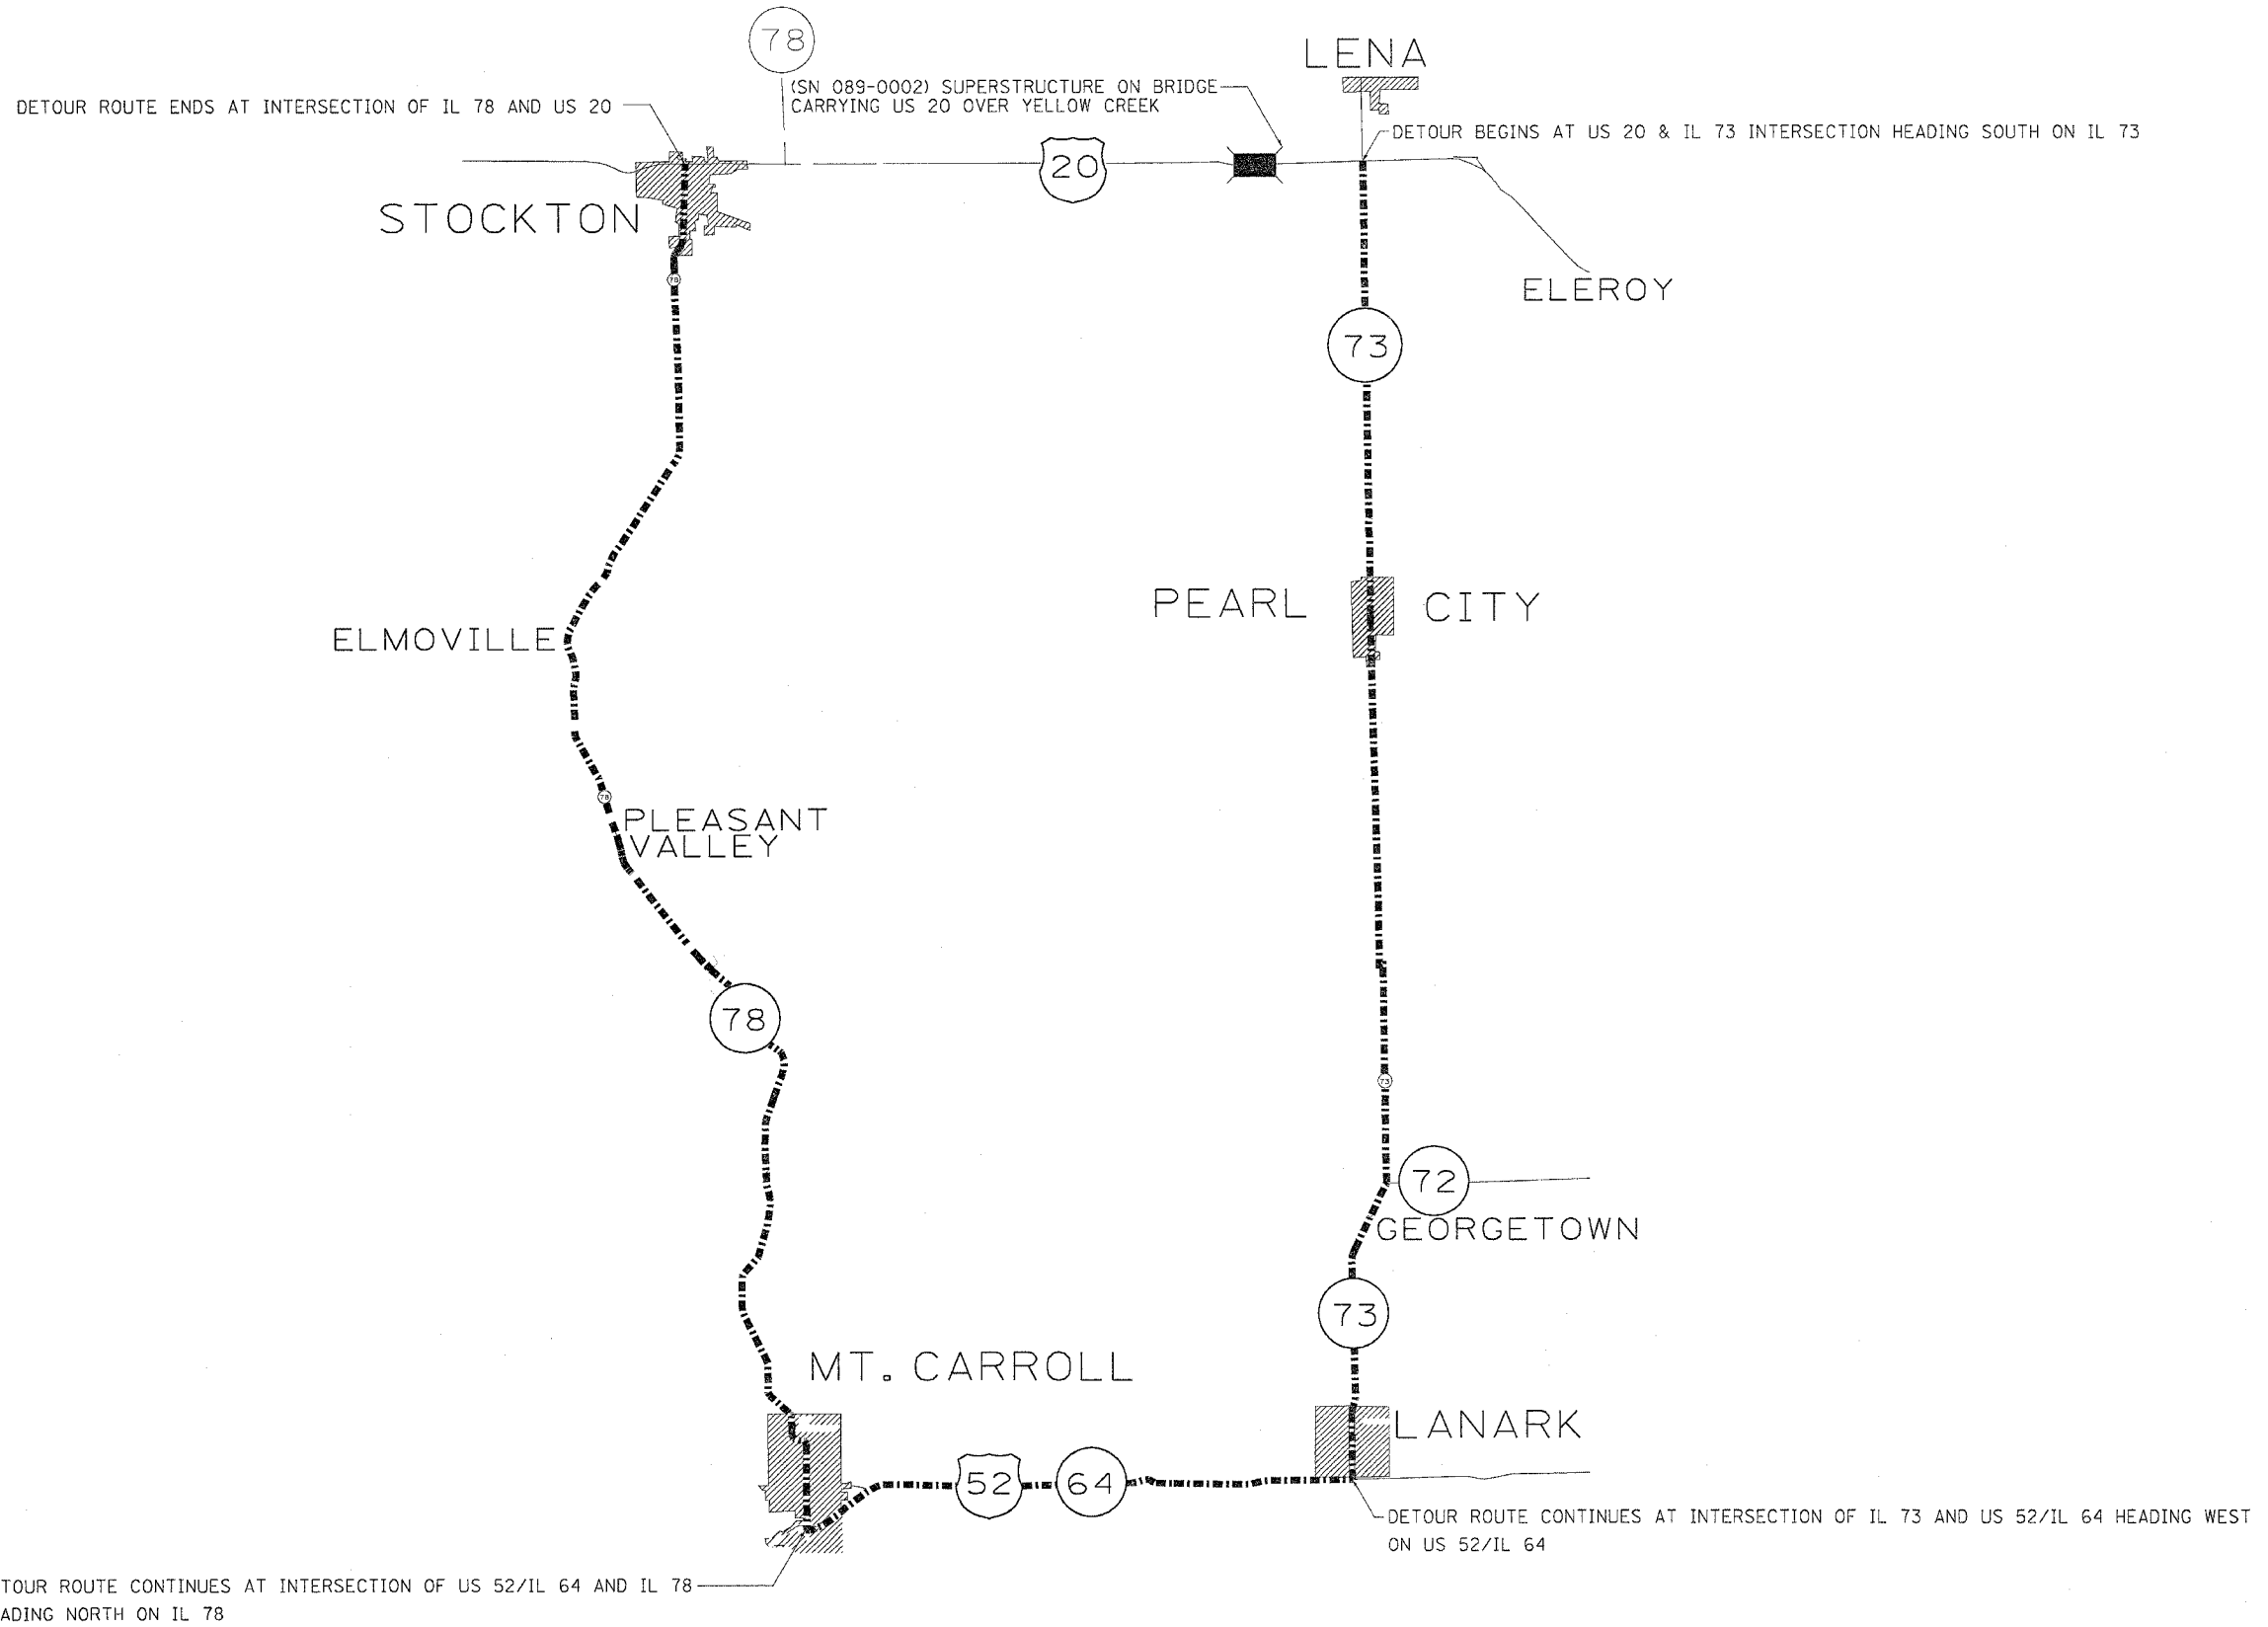 78
LENA
(SN 089-0002) SUPERSTRUCTURE ON BRIDGE
CARRYING US 20 OVER YELLOW CREEK
DETOUR ROUTE ENDS AT INTERSECTION OF IL 78 AND US 20
DETOUR BEGINS AT US 20 & IL 73 INTERSECTION HEADING SOUTH ON IL 73
20
STOCKTON
78
ELEROY
73
PEARL CITY
ELMOVILLE
78
PLEASANT
VALLEY
78
73
72
GEORGETOWN
73
MT. CARROLL
LANARK
52
64
DETOUR ROUTE CONTINUES AT INTERSECTION OF IL 73 AND US 52/IL 64 HEADING WEST
ON US 52/IL 64
TOUR ROUTE CONTINUES AT INTERSECTION OF US 52/IL 64 AND IL 78
ADING NORTH ON IL 78